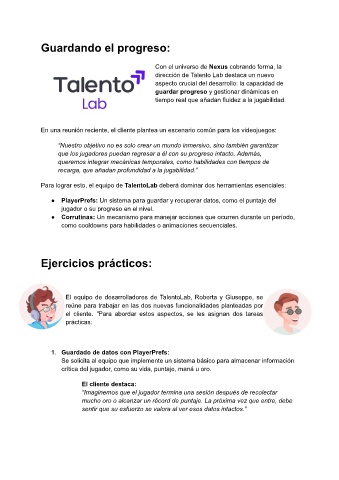 Guardando el progreso:
Talento
Lab
Con el universo de Nexus cobrando forma, la
dirección de Talento Lab destaca un nuevo
aspecto crucial del desarrollo: la capacidad de
guardar progreso y gestionar dinámicas en
tiempo real que añadan fluidez a la jugabilidad.
En una reunión reciente, el cliente plantea un escenario común para los videojuegos:
“Nuestro objetivo no es solo crear un mundo inmersivo, sino también garantizar
que los jugadores puedan regresar a él con su progreso intacto. Además,
queremos integrar mecánicas temporales, como habilidades con tiempos de
recarga, que añadan profundidad a la jugabilidad.”
Para lograr esto, el equipo de TalentoLab deberá dominar dos herramientas esenciales:
● PlayerPrefs: Un sistema para guardar y recuperar datos, como el puntaje del
jugador o su progreso en el nivel.
● Corrutinas: Un mecanismo para manejar acciones que ocurren durante un período,
como cooldowns para habilidades o animaciones secuenciales.
Ejercicios prácticos:
El equipo de desarrolladores de TalentoLab, Roberta y Giuseppe, se
reúne para trabajar en las dos nuevas funcionalidades planteadas por
el cliente. "Para abordar estos aspectos, se les asignan dos tareas
prácticas:
1. Guardado de datos con PlayerPrefs:
Se solicita al equipo que implemente un sistema básico para almacenar información
crítica del jugador, como su vida, puntaje, maná u oro.
El cliente destaca:
“Imaginemos que el jugador termina una sesión después de recolectar
mucho oro o alcanzar un récord de puntaje. La próxima vez que entre, debe
sentir que su esfuerzo se valora al ver esos datos intactos.”